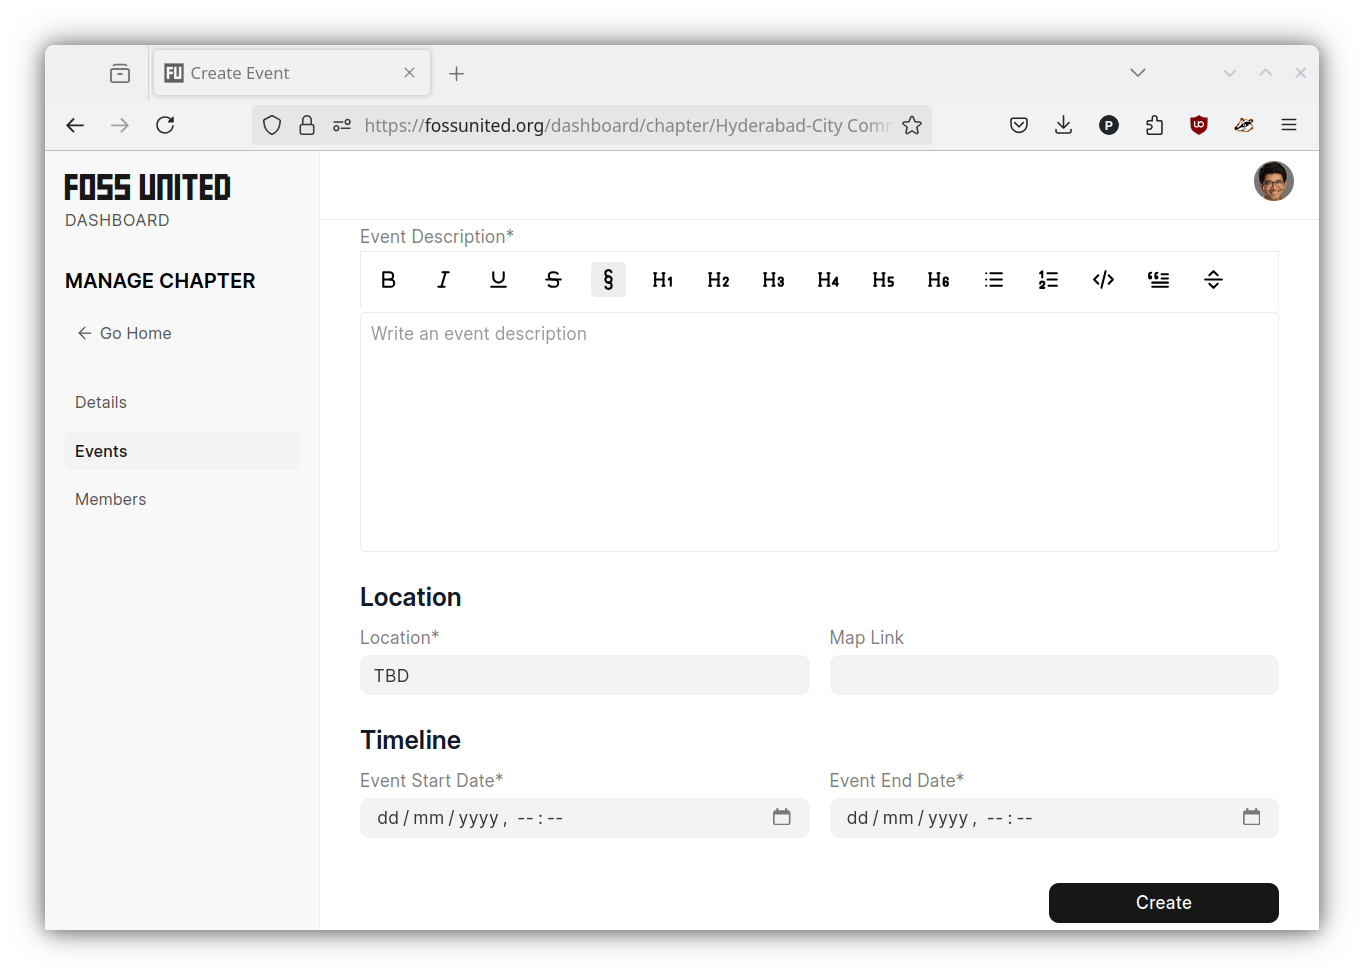 Create Event
https://fossunited.org/dashboard/chapter/Hyderabad-City Comm
FOSS UNITED
DASHBOARD
MANAGE CHAPTER
Go Home
Details
Events
Members
Event Description*
B I U S § H1 H2 H3 H4 H5 H6
Write an event description
Location
Location* Map Link
TBD
Timeline
Event Start Date* Event End Date*
dd/mm/yyyy, --:-- dd/mm/yyyy, --:--
Create